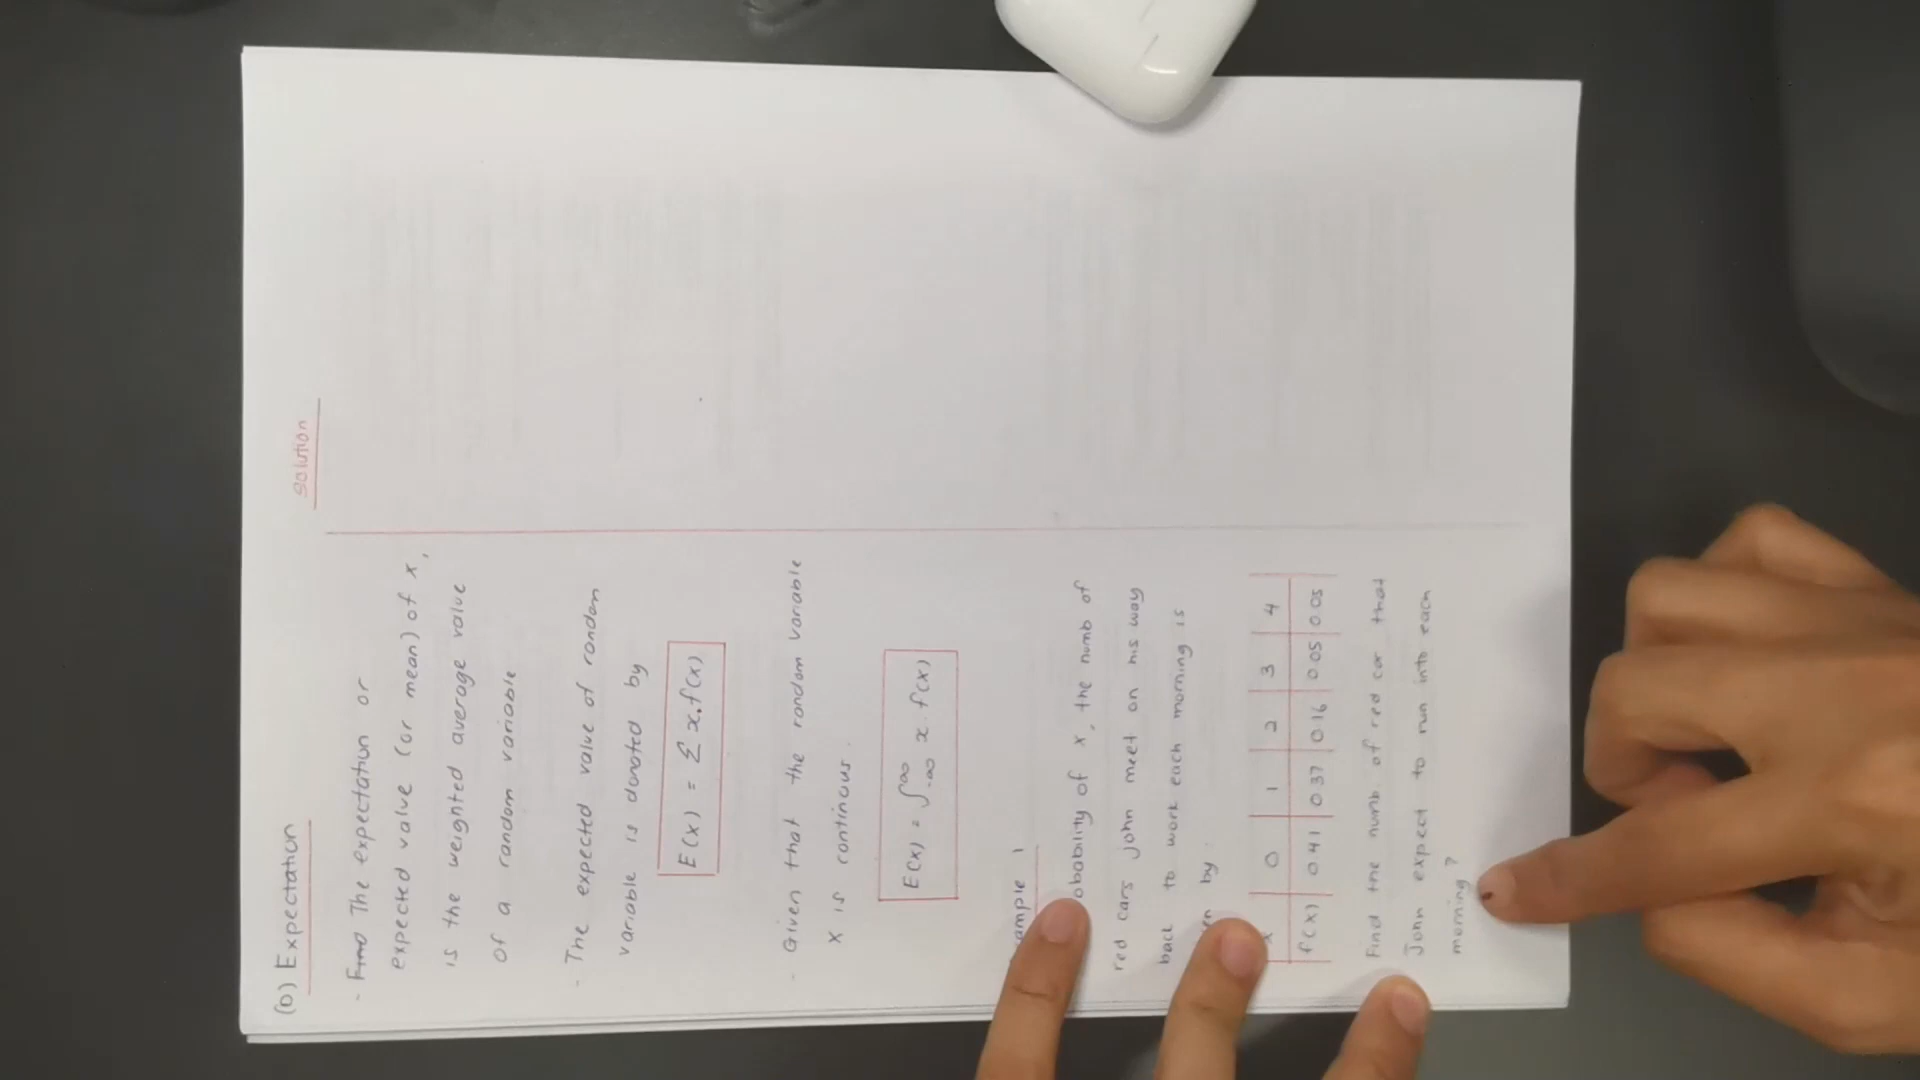 (D) Expectation
- Find The expectation or
expected value (or mean) of x,
is the weighted average value
of a random variable
- The expected value of random
variable is donated by
E(x) = Σ x.f(x)
- Given that the random variable
x is continous.
E(x) = ∫-∞^∞ x.f(x)
ample 1
obability of x, the numb of
red cars John meet on his way
back to work each morning is
en by:
x 0 1 2 3 4
f(x) 0.41 0.37 0.16 0.05 0.05
Find the numb. of red car that
John expect to run into each
morning?
Solution